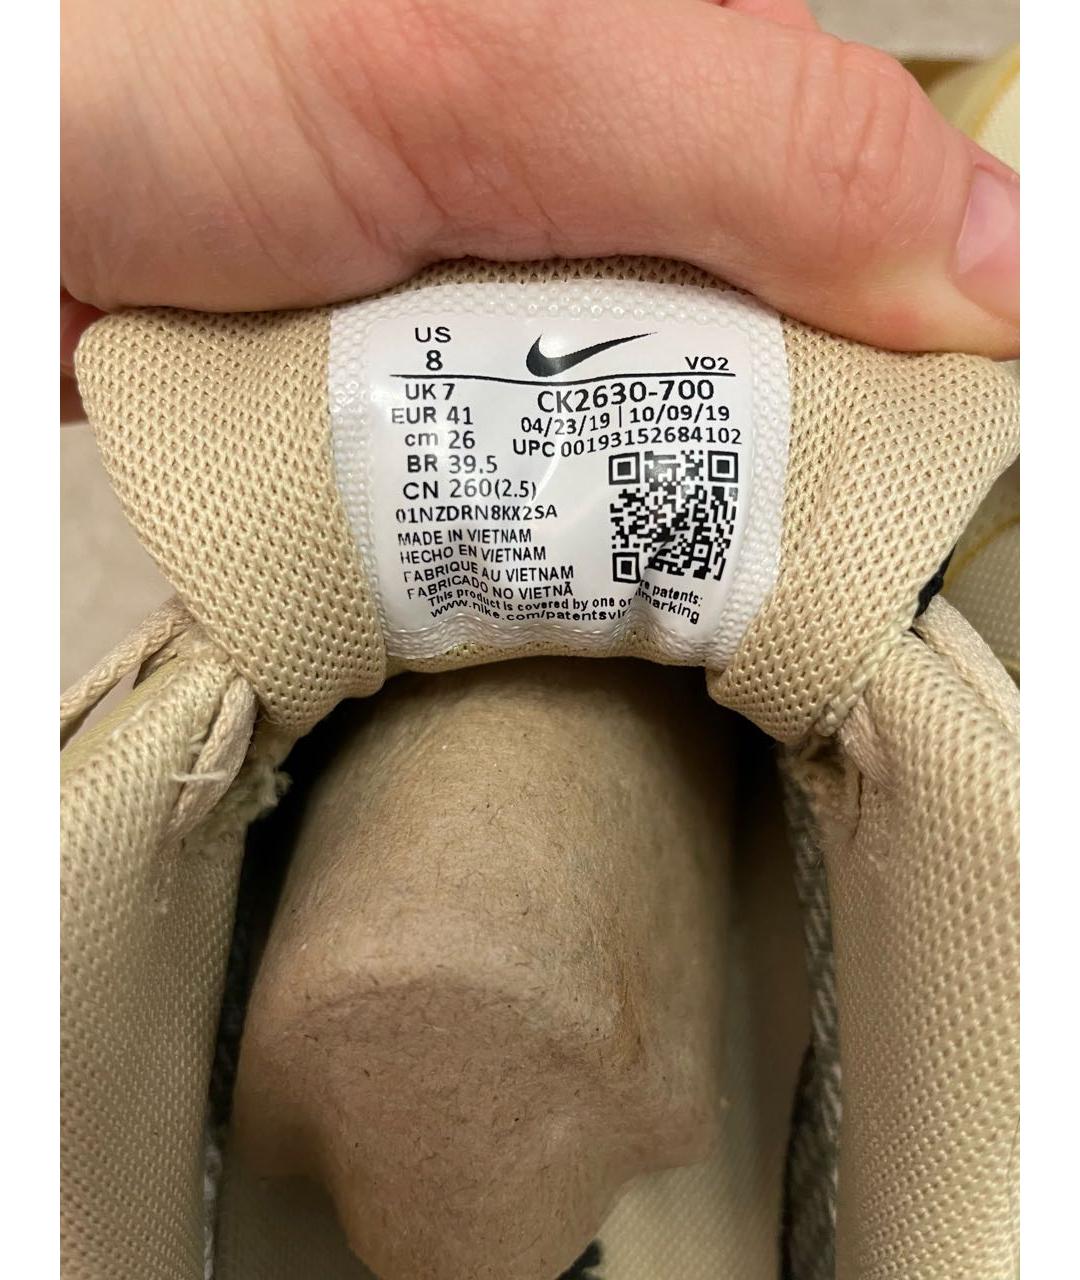 US
8
VO2
UK 7
CK2630-700
EUR 41
04/23/19 | 10/09/19
cm 26
UPC 00193152684102
BR 39.5
CN 260(2.5)
01NZDRN8KX2SA
MADE IN VIETNAM
HECHO EN VIETNAM
FABRIQUE AU VIETNAM
FABRICADO NO VIETNÃ
This product is covered by one or patents:
www.nike.com/patents